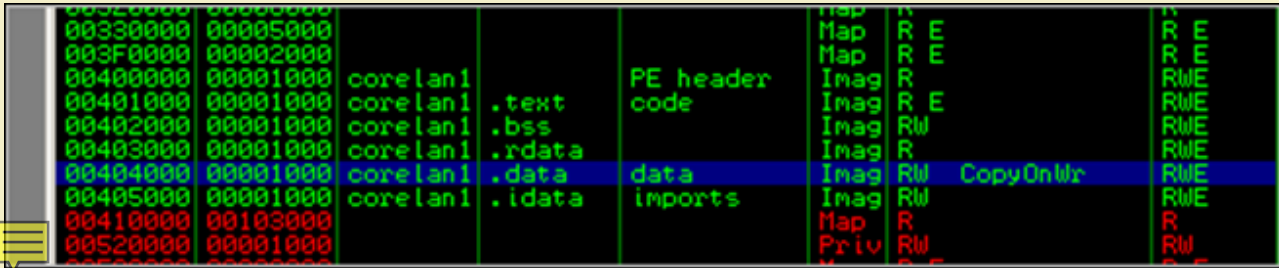 00330000 00005000 Map R E R E
003F0000 00002000 Map R E R E
00400000 00001000 corelan1 PE header Imag R RWE
00401000 00001000 corelan1 .text code Imag R E RWE
00402000 00001000 corelan1 .bss Imag RW RWE
00403000 00001000 corelan1 .rdata Imag R RWE
00404000 00001000 corelan1 .data data Imag RW CopyOnWr RWE
00405000 00001000 corelan1 .idata imports Imag RW RWE
00410000 00103000 Map R R
00520000 00001000 Priv RW RW